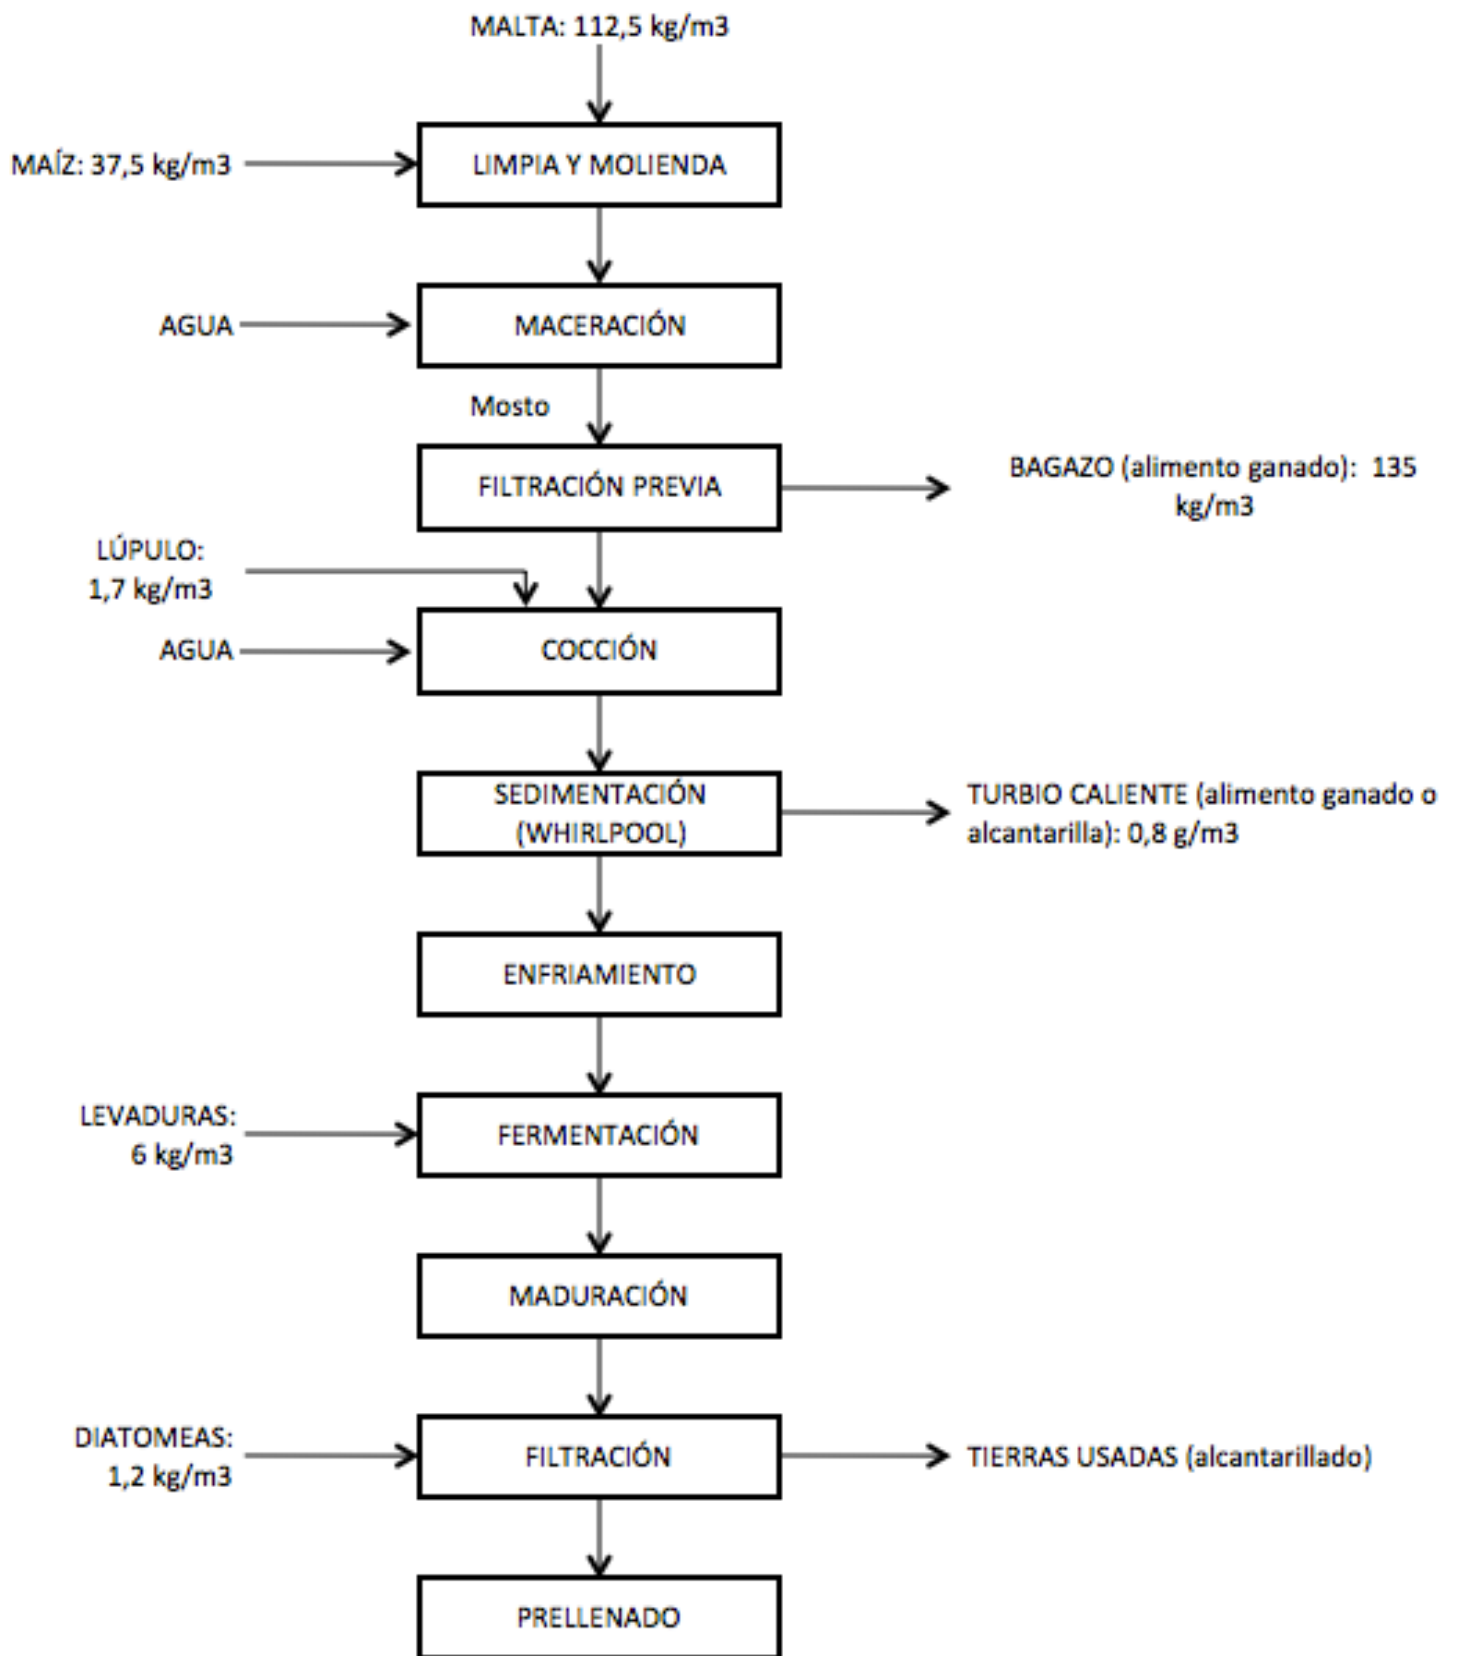 MALTA: 112,5 kg/m3
MAÍZ: 37,5 kg/m3
LIMPIA Y MOLIENDA
AGUA
MACERACIÓN
Mosto
FILTRACIÓN PREVIA
BAGAZO (alimento ganado): 135
kg/m3
LÚPULO:
1,7 kg/m3
AGUA
COCCIÓN
SEDIMENTACIÓN
(WHIRLPOOL)
TURBIO CALIENTE (alimento ganado o
alcantarilla): 0,8 g/m3
ENFRIAMIENTO
LEVADURAS:
6 kg/m3
FERMENTACIÓN
MADURACIÓN
DIATOMEAS:
1,2 kg/m3
FILTRACIÓN
TIERRAS USADAS (alcantarillado)
PRELLENADO